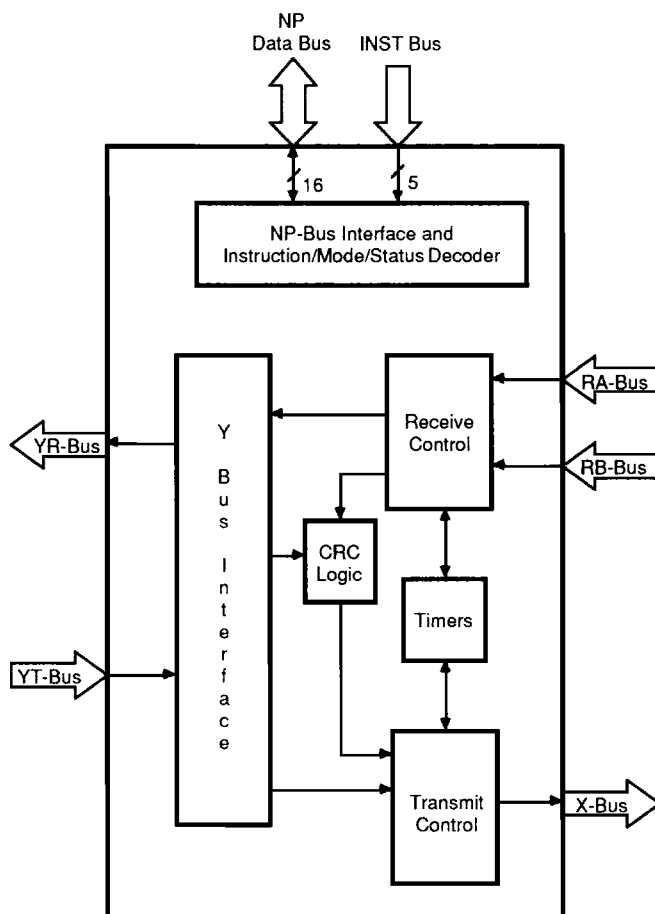 NP
Data Bus
INST Bus
16
5
NP-Bus Interface and
Instruction/Mode/Status Decoder
RA-Bus
YR-Bus
Y Bus Interface
Receive
Control
RB-Bus
CRC
Logic
Timers
YT-Bus
Transmit
Control
X-Bus